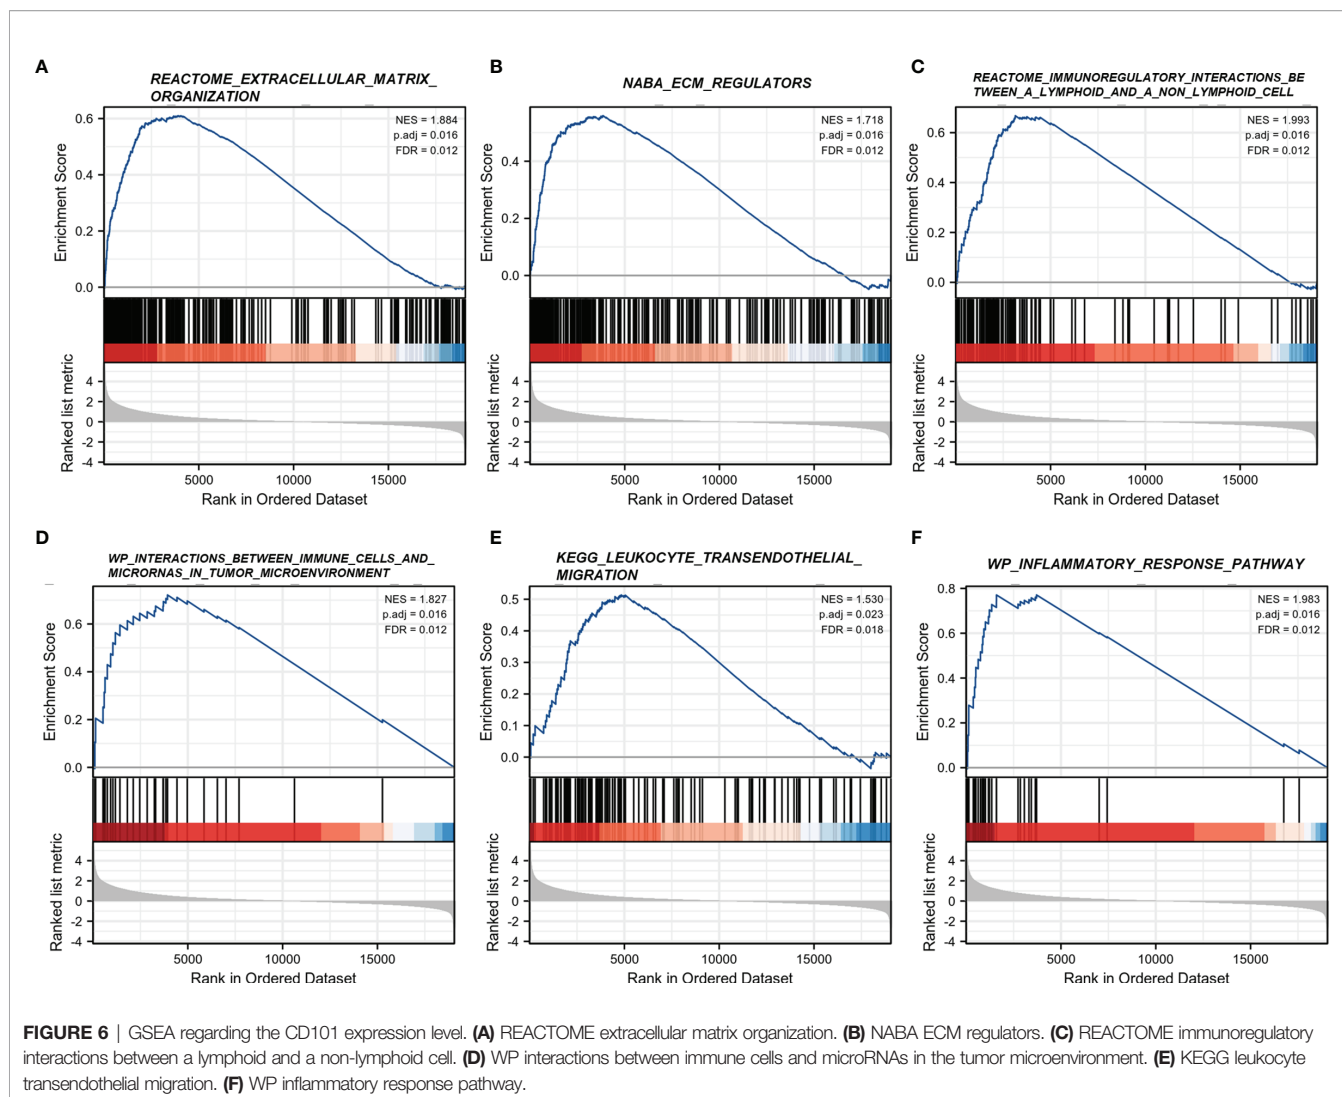 A
REACTOME_EXTRACELLULAR_MATRIX_
ORGANIZATION
NES = 1.884
p.adj = 0.016
FDR = 0.012
Enrichment Score
0.6
0.4
0.2
0.0
Ranked list metric
4
2
0
-2
-4
5000 10000 15000
Rank in Ordered Dataset
B
NABA_ECM_REGULATORS
NES = 1.718
p.adj = 0.016
FDR = 0.012
Enrichment Score
0.4
0.2
0.0
Ranked list metric
4
2
0
-2
-4
5000 10000 15000
Rank in Ordered Dataset
C
REACTOME_IMMUNOREGULATORY_INTERACTIONS_BE
TWEEN_A_LYMPHOID_AND_A_NON_LYMPHOID_CELL
NES = 1.993
p.adj = 0.016
FDR = 0.012
Enrichment Score
0.6
0.4
0.2
0.0
Ranked list metric
4
2
0
-2
-4
5000 10000 15000
Rank in Ordered Dataset
D
WP_INTERACTIONS_BETWEEN_IMMUNE_CELLS_AND_
MICRORNAS_IN_TUMOR_MICROENVIRONMENT
NES = 1.827
p.adj = 0.016
FDR = 0.012
Enrichment Score
0.6
0.4
0.2
0.0
Ranked list metric
4
2
0
-2
-4
5000 10000 15000
Rank in Ordered Dataset
E
KEGG_LEUKOCYTE_TRANSENDOTHELIAL_
MIGRATION
NES = 1.530
p.adj = 0.023
FDR = 0.018
Enrichment Score
0.5
0.4
0.3
0.2
0.1
0.0
Ranked list metric
4
2
0
-2
-4
5000 10000 15000
Rank in Ordered Dataset
F
WP_INFLAMMATORY_RESPONSE_PATHWAY
NES = 1.983
p.adj = 0.016
FDR = 0.012
Enrichment Score
0.8
0.6
0.4
0.2
0.0
Ranked list metric
4
2
0
-2
-4
5000 10000 15000
Rank in Ordered Dataset
FIGURE 6 | GSEA regarding the CD101 expression level. (A) REACTOME extracellular matrix organization. (B) NABA ECM regulators. (C) REACTOME immunoregulatory
interactions between a lymphoid and a non-lymphoid cell. (D) WP interactions between immune cells and microRNAs in the tumor microenvironment. (E) KEGG leukocyte
transendothelial migration. (F) WP inflammatory response pathway.